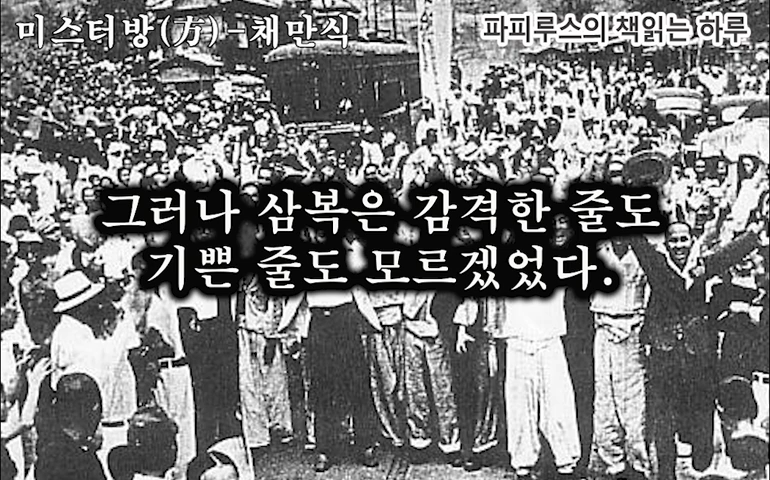 미스터방(方)-채만식
파피루스의 책읽는 하루
그러나 삼복은 감격한 줄도
기쁜 줄도 모르겠었다.